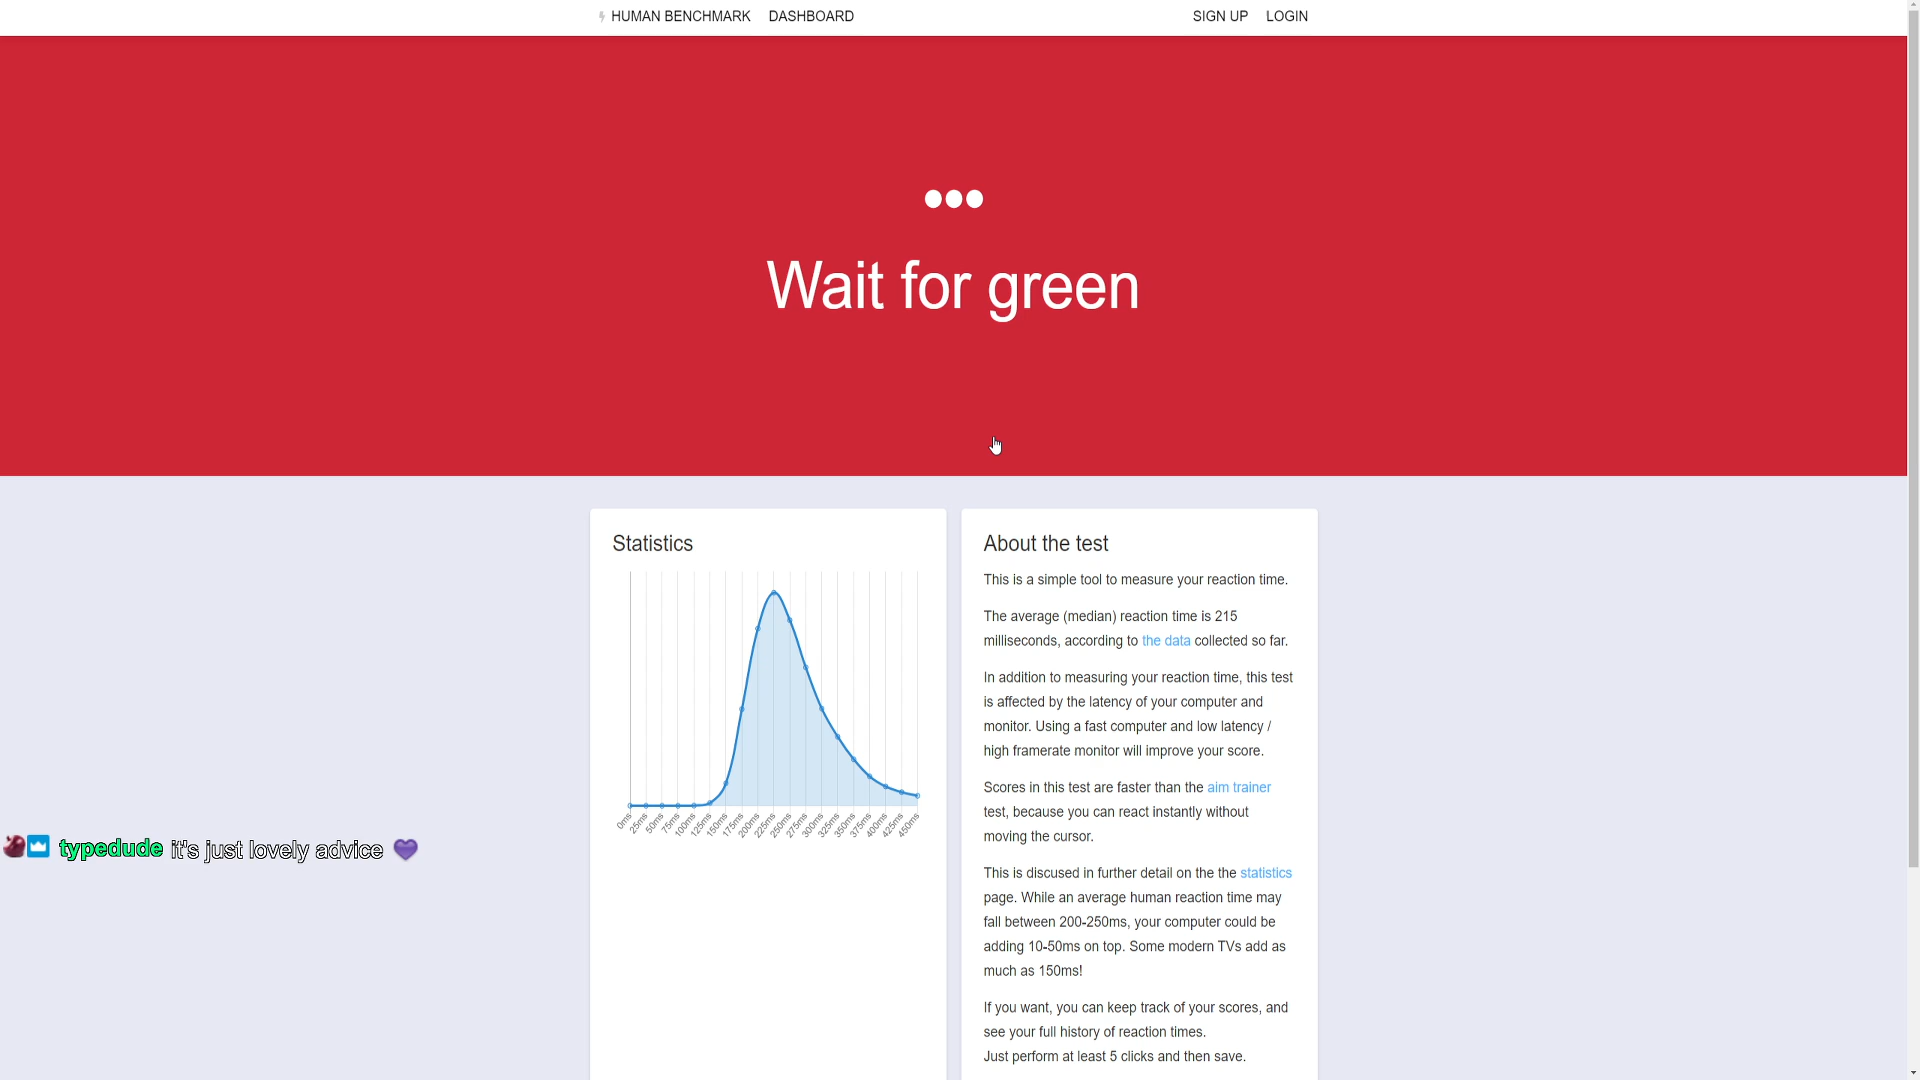 HUMAN BENCHMARK DASHBOARD SIGN UP LOGIN
Wait for green
Statistics
0ms 25ms 50ms 75ms 100ms 125ms 150ms 175ms 200ms 225ms 250ms 275ms 300ms 325ms 350ms 375ms 400ms 425ms 450ms
About the test
This is a simple tool to measure your reaction time.
The average (median) reaction time is 215
milliseconds, according to the data collected so far.
In addition to measuring your reaction time, this test
is affected by the latency of your computer and
monitor. Using a fast computer and low latency /
high framerate monitor will improve your score.
Scores in this test are faster than the aim trainer
test, because you can react instantly without
moving the cursor.
This is discused in further detail on the the statistics
page. While an average human reaction time may
fall between 200-250ms, your computer could be
adding 10-50ms on top. Some modern TVs add as
much as 150ms!
If you want, you can keep track of your scores, and
see your full history of reaction times.
Just perform at least 5 clicks and then save.
typedude it's just lovely advice